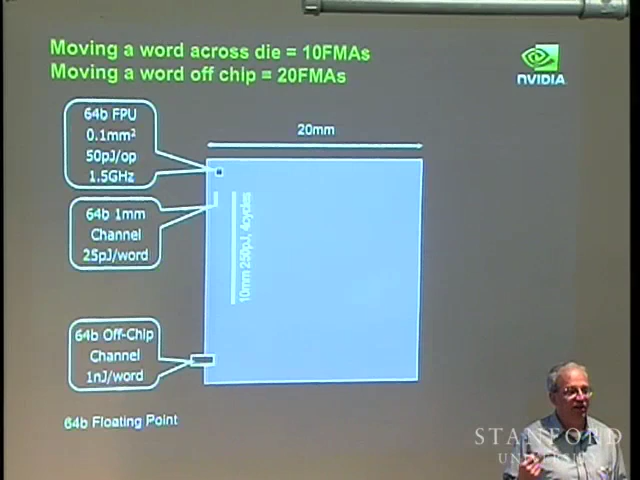 Moving a word across die = 10FMAs
Moving a word off chip = 20FMAs
NVIDIA
64b FPU
0.1mm²
50pJ/op
1.5GHz
20mm
64b 1mm
Channel
25pJ/word
10mm 250pJ, 4cycles
64b Off-Chip
Channel
1nJ/word
64b Floating Point
STANFORD
UNIVERSITY